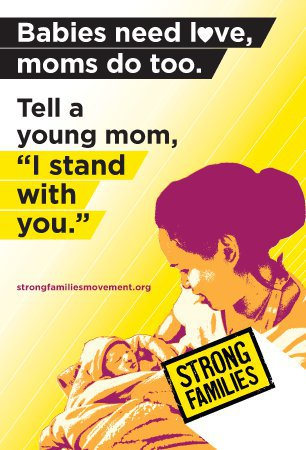 Babies need love,
moms do too.
Tell a
young mom,
“I stand
with
you.”
strongfamiliesmovement.org
STRONG
FAMILIES